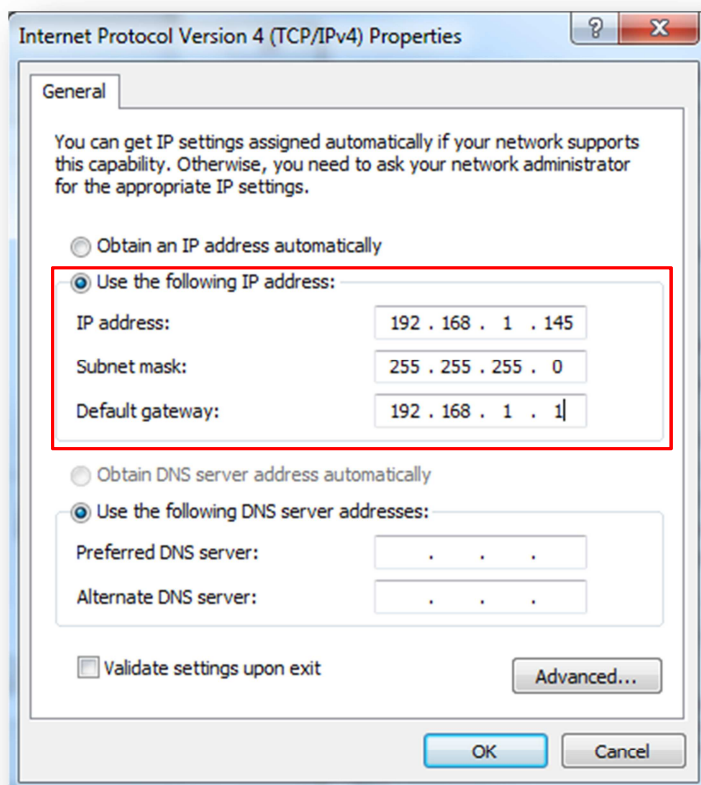 Internet Protocol Version 4 (TCP/IPv4) Properties
?
X
General
You can get IP settings assigned automatically if your network supports
this capability. Otherwise, you need to ask your network administrator
for the appropriate IP settings.
Obtain an IP address automatically
Use the following IP address:
IP address: 192 . 168 . 1 . 145
Subnet mask: 255 . 255 . 255 . 0
Default gateway: 192 . 168 . 1 . 1
Obtain DNS server address automatically
Use the following DNS server addresses:
Preferred DNS server: . . .
Alternate DNS server: . . .
Validate settings upon exit
Advanced...
OK Cancel